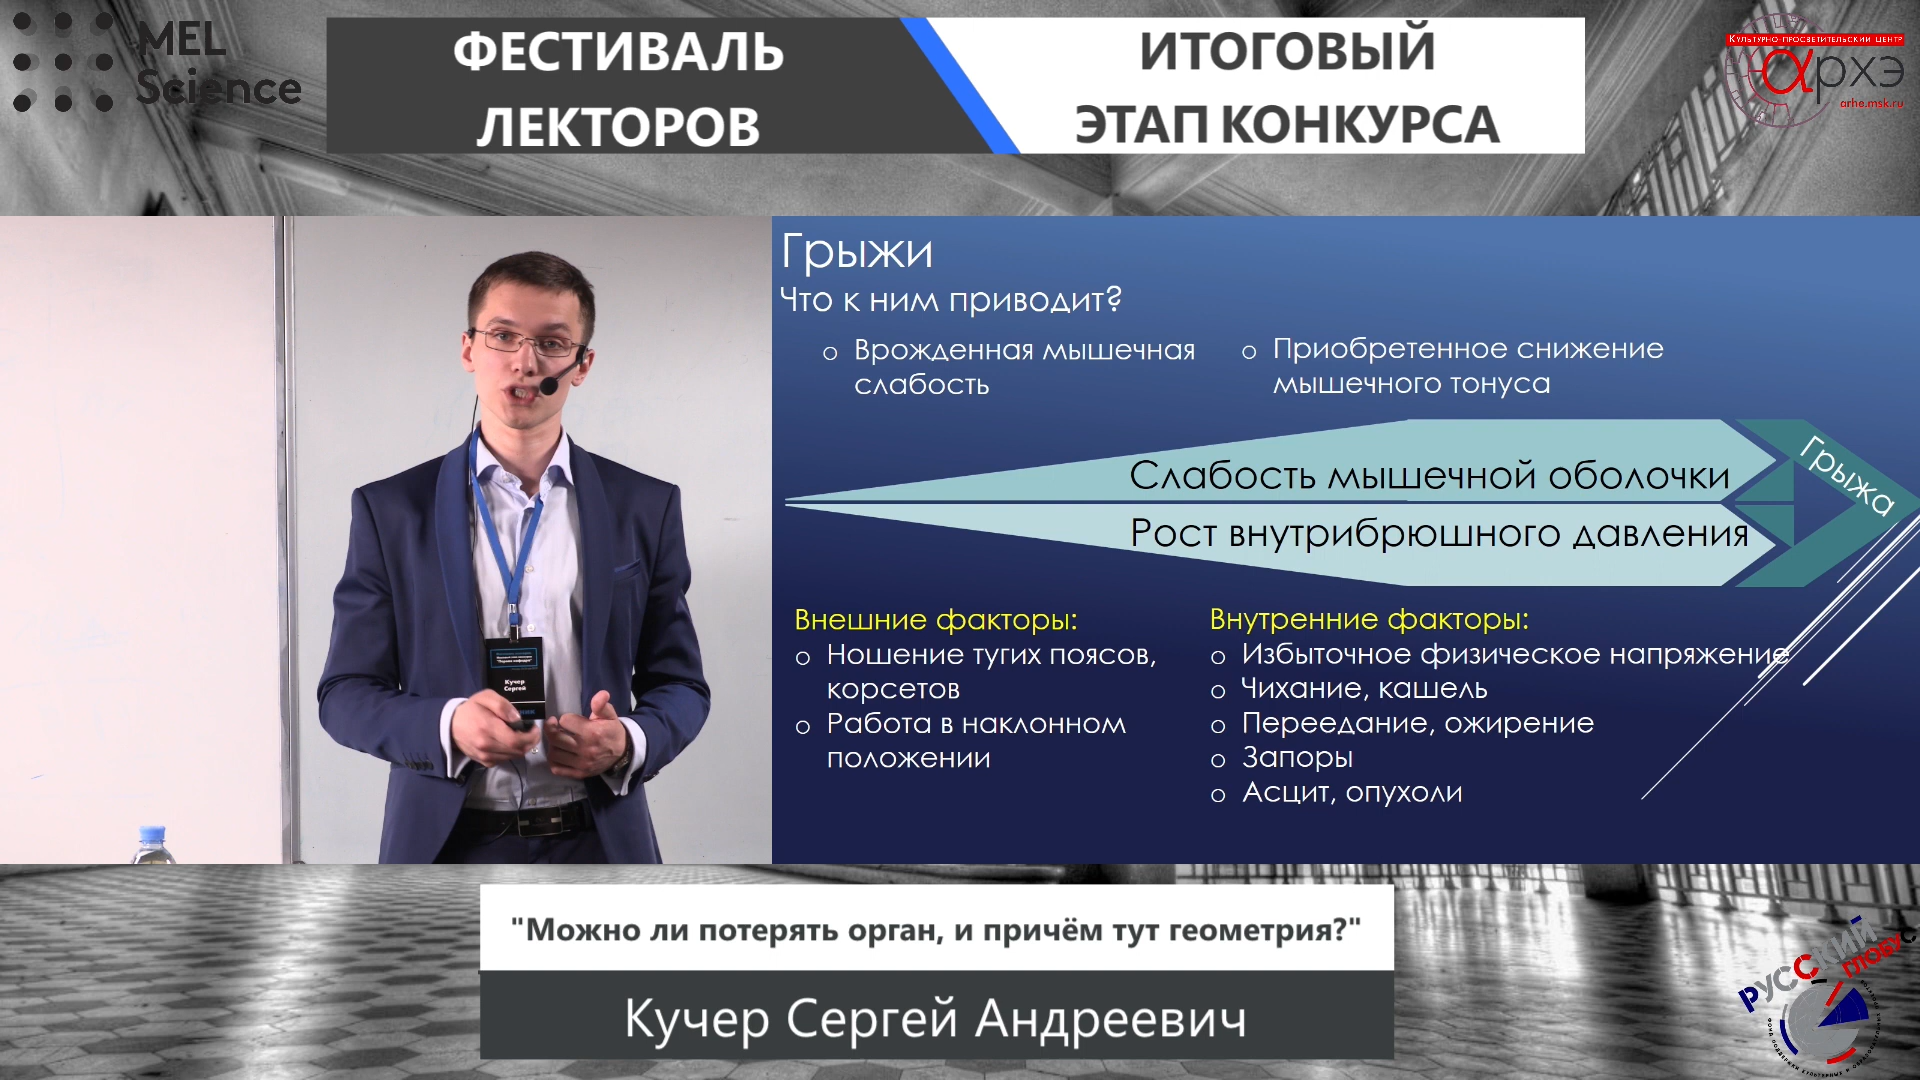 MEL
Science
ФЕСТИВАЛЬ
ЛЕКТОРОВ
ИТОГОВЫЙ
ЭТАП КОНКУРСА
КУЛЬТУРНО-ПРОСВЕТИТЕЛЬСКИЙ ЦЕНТР
αрхэ
arhe.msk.ru
Грыжи
Что к ним приводит?
o Врожденная мышечная
слабость
o Приобретенное снижение
мышечного тонуса
Слабость мышечной оболочки
Рост внутрибрюшного давления
Грыжа
Внешние факторы:
o Ношение тугих поясов,
корсетов
o Работа в наклонном
положении
Внутренние факторы:
o Избыточное физическое напряжение
o Чихание, кашель
o Переедание, ожирение
o Запоры
o Асцит, опухоли
Кучер
Сергей
"Можно ли потерять орган, и причём тут геометрия?"
Кучер Сергей Андреевич
РУССКИЙ
ГЛОБУС